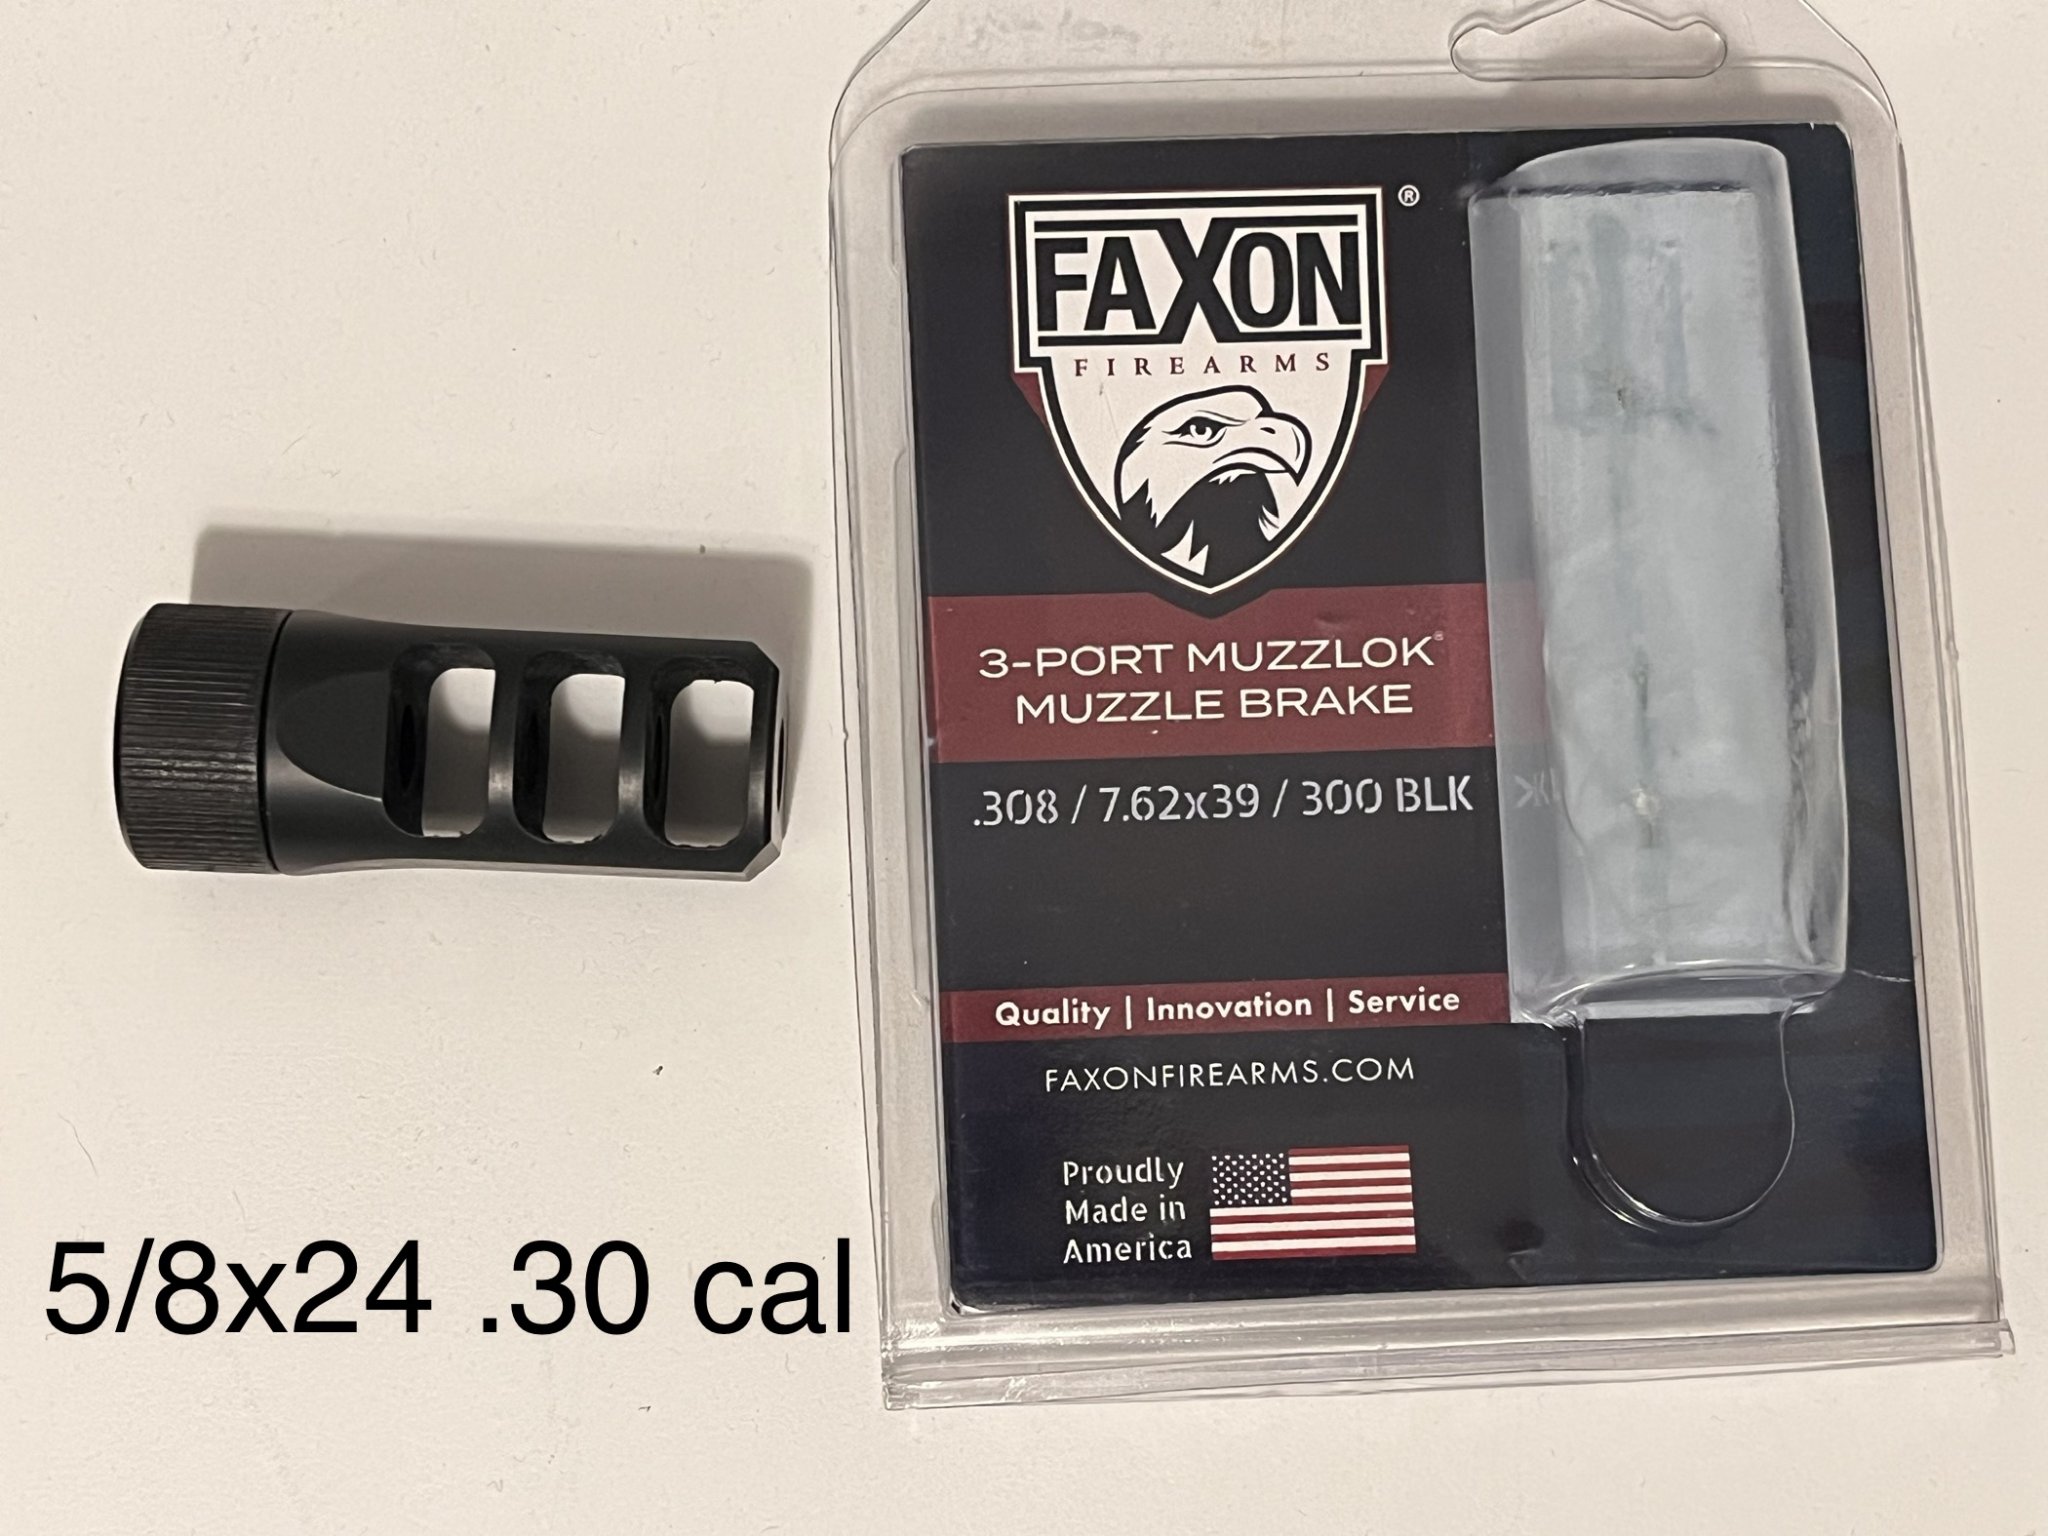 FAXON®
FIREARMS
3-PORT MUZZLOK®
MUZZLE BRAKE
.308 / 7.62x39 / 300 BLK
Quality | Innovation | Service
FAXONFIREARMS.COM
Proudly
Made in
America
5/8x24 .30 cal